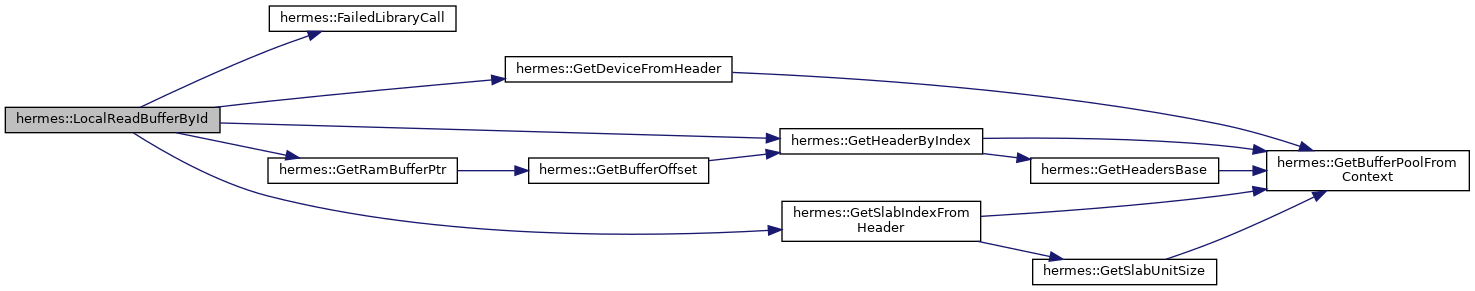 hermes::FailedLibraryCall
hermes::GetDeviceFromHeader
hermes::LocalReadBufferById
hermes::GetHeaderByIndex
hermes::GetBufferPoolFrom
Context
hermes::GetRamBufferPtr
hermes::GetBufferOffset
hermes::GetHeadersBase
hermes::GetSlabIndexFrom
Header
hermes::GetSlabUnitSize